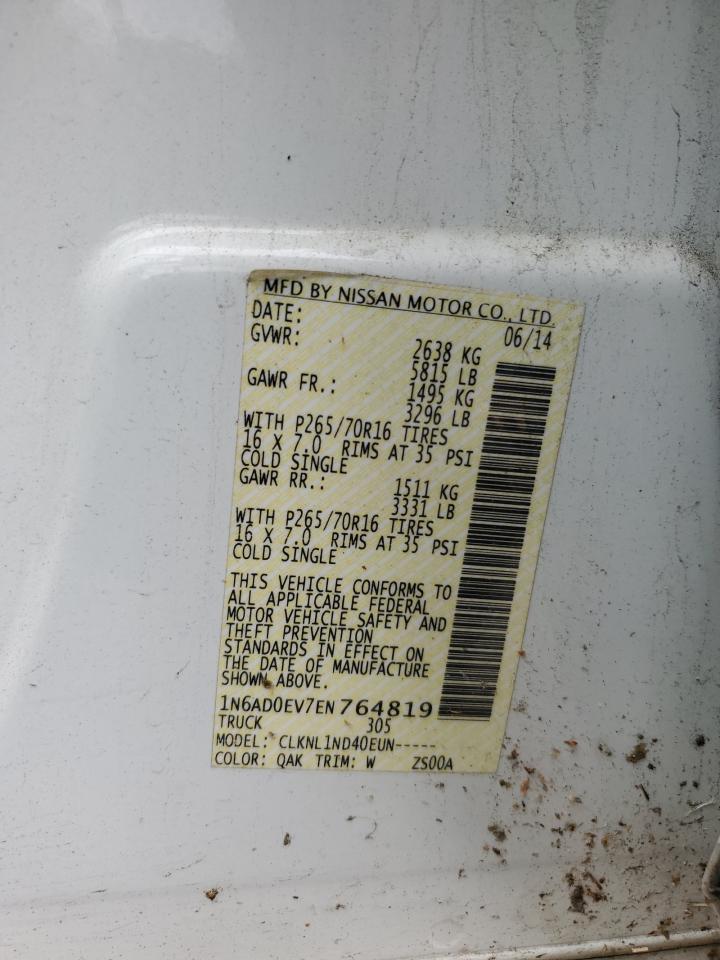 MFD BY NISSAN MOTOR CO., LTD.
DATE: 06/14
GVWR: 2638 KG
5815 LB
GAWR FR.: 1495 KG
3296 LB
WITH P265/70R16 TIRES
16 X 7.0 RIMS AT 35 PSI
COLD SINGLE
GAWR RR.: 1511 KG
3331 LB
WITH P265/70R16 TIRES
16 X 7.0 RIMS AT 35 PSI
COLD SINGLE
THIS VEHICLE CONFORMS TO
ALL APPLICABLE FEDERAL
MOTOR VEHICLE SAFETY AND
THEFT PREVENTION
STANDARDS IN EFFECT ON
THE DATE OF MANUFACTURE
SHOWN ABOVE.
1N6AD0EV7EN 764819
TRUCK 305
MODEL: CLKNL1ND40EUN-----
COLOR: QAK TRIM: W ZS00A